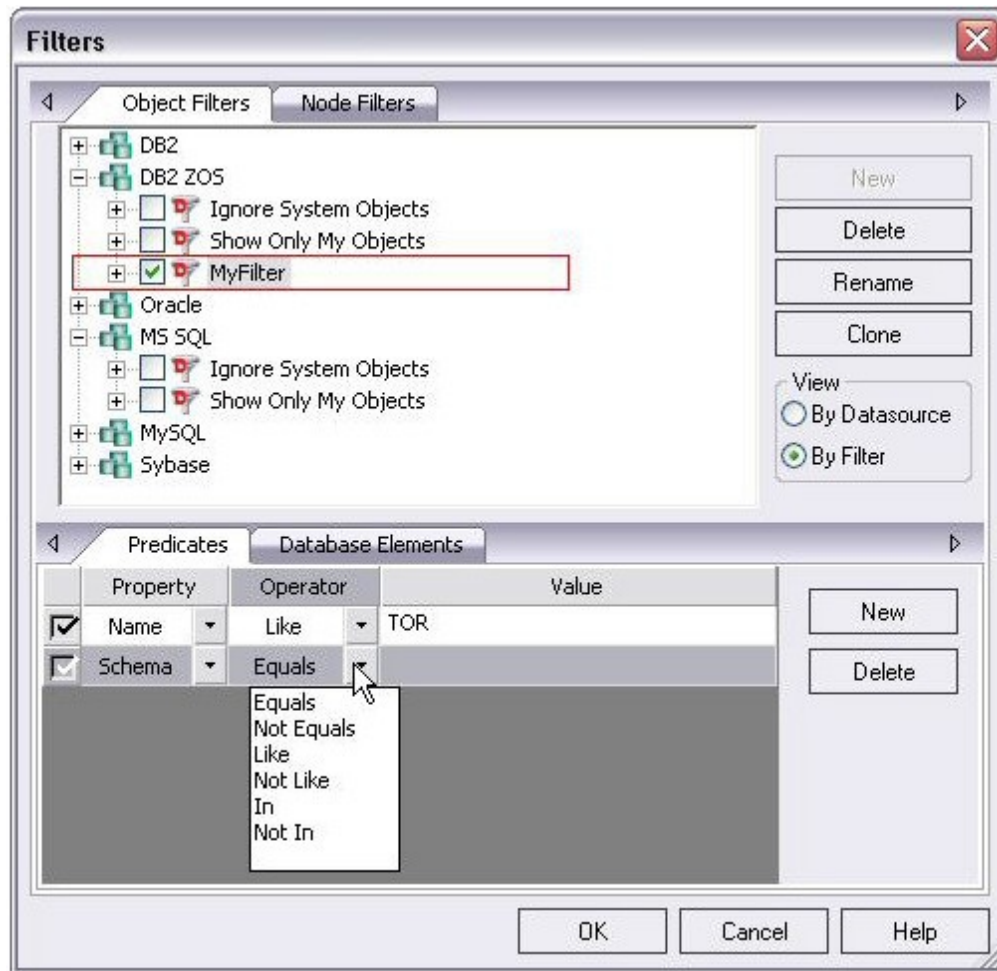 Filters
Object Filters Node Filters
DB2
DB2 ZOS
Ignore System Objects
Show Only My Objects
MyFilter
Oracle
MS SQL
Ignore System Objects
Show Only My Objects
MySQL
Sybase
New
Delete
Rename
Clone
View
By Datasource
By Filter
Predicates Database Elements
Property Operator Value
Name Like TOR
Schema Equals
Equals
Not Equals
Like
Not Like
In
Not In
New
Delete
OK Cancel Help